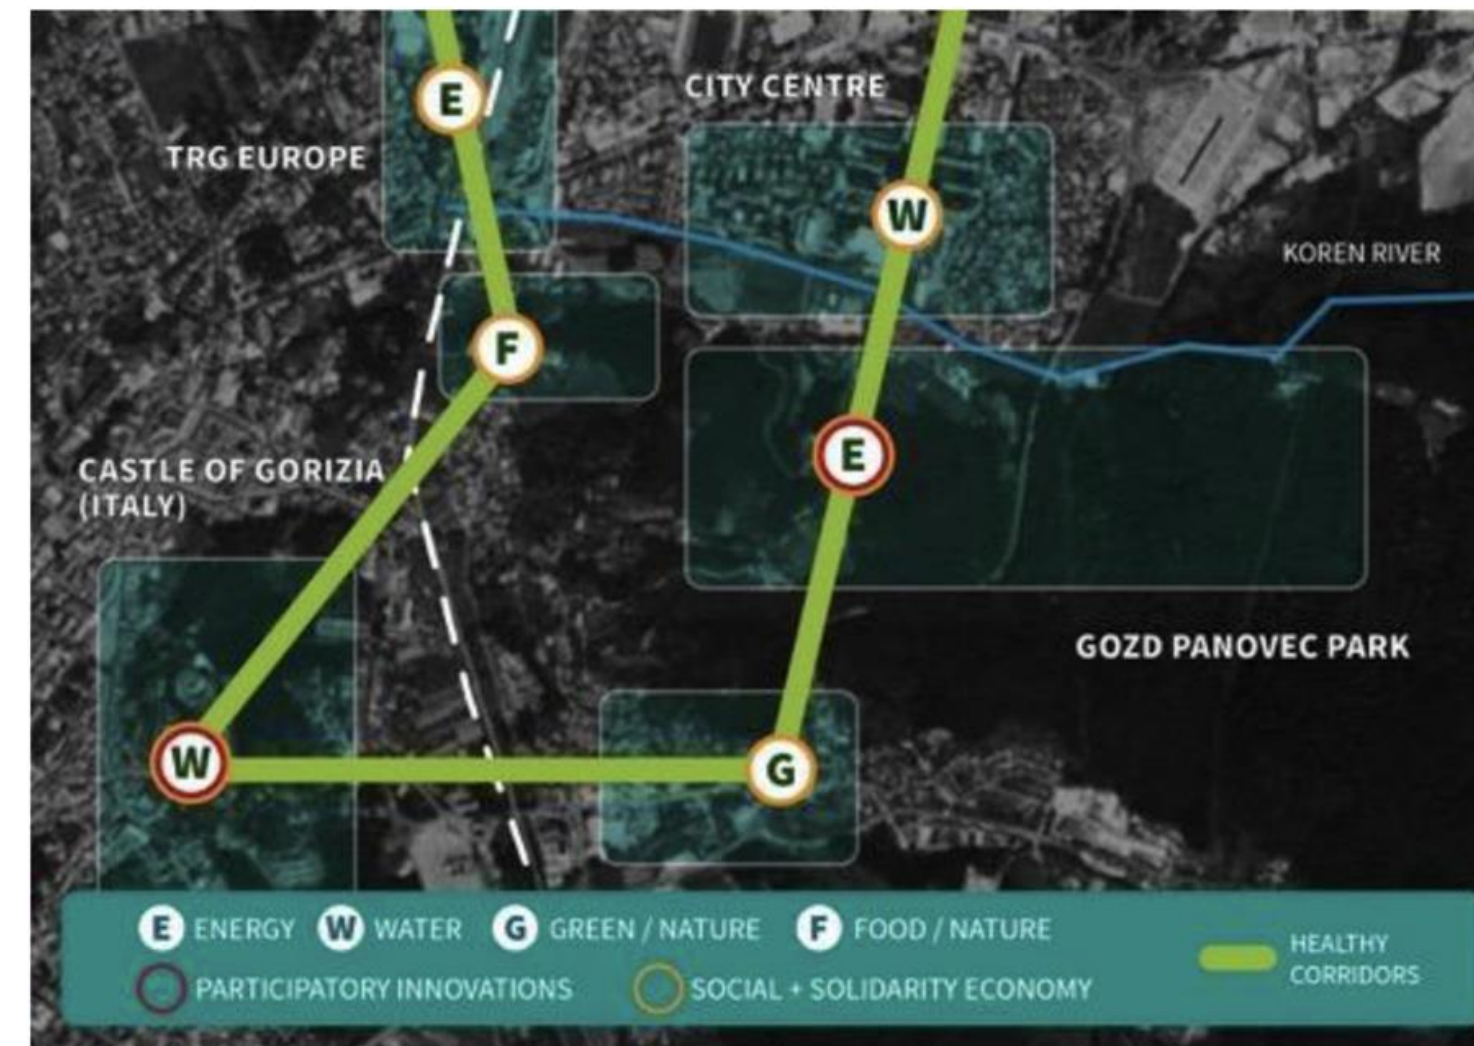 CITY CENTRE
E
TRG EUROPE
W
KOREN RIVER
F
CASTLE OF GORIZIA
(ITALY)
E
GOZD PANOVEC PARK
W
G
E ENERGY W WATER G GREEN / NATURE F FOOD / NATURE
HEALTHY
CORRIDORS
PARTICIPATORY INNOVATIONS SOCIAL + SOLIDARITY ECONOMY